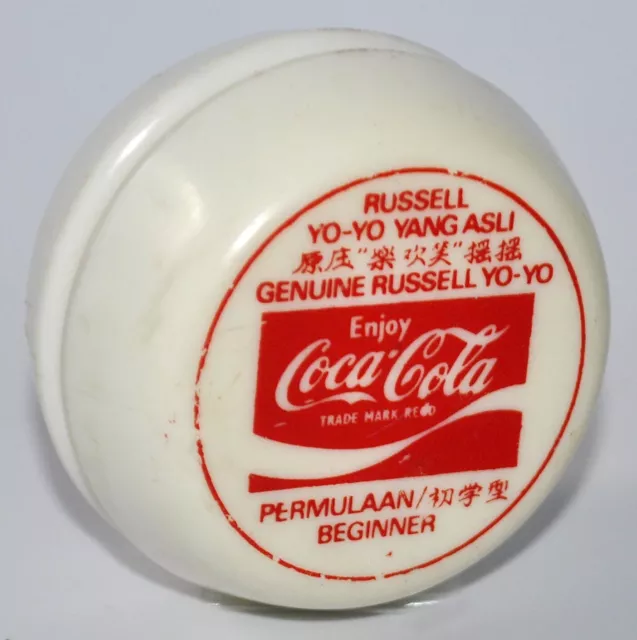 RUSSELL
YO-YO YANG ASLI
原庄"樂欢笑"摇摇
GENUINE RUSSELL YO-YO
Enjoy
Coca-Cola
TRADE MARK REGD
PERMULAAN/初学型
BEGINNER